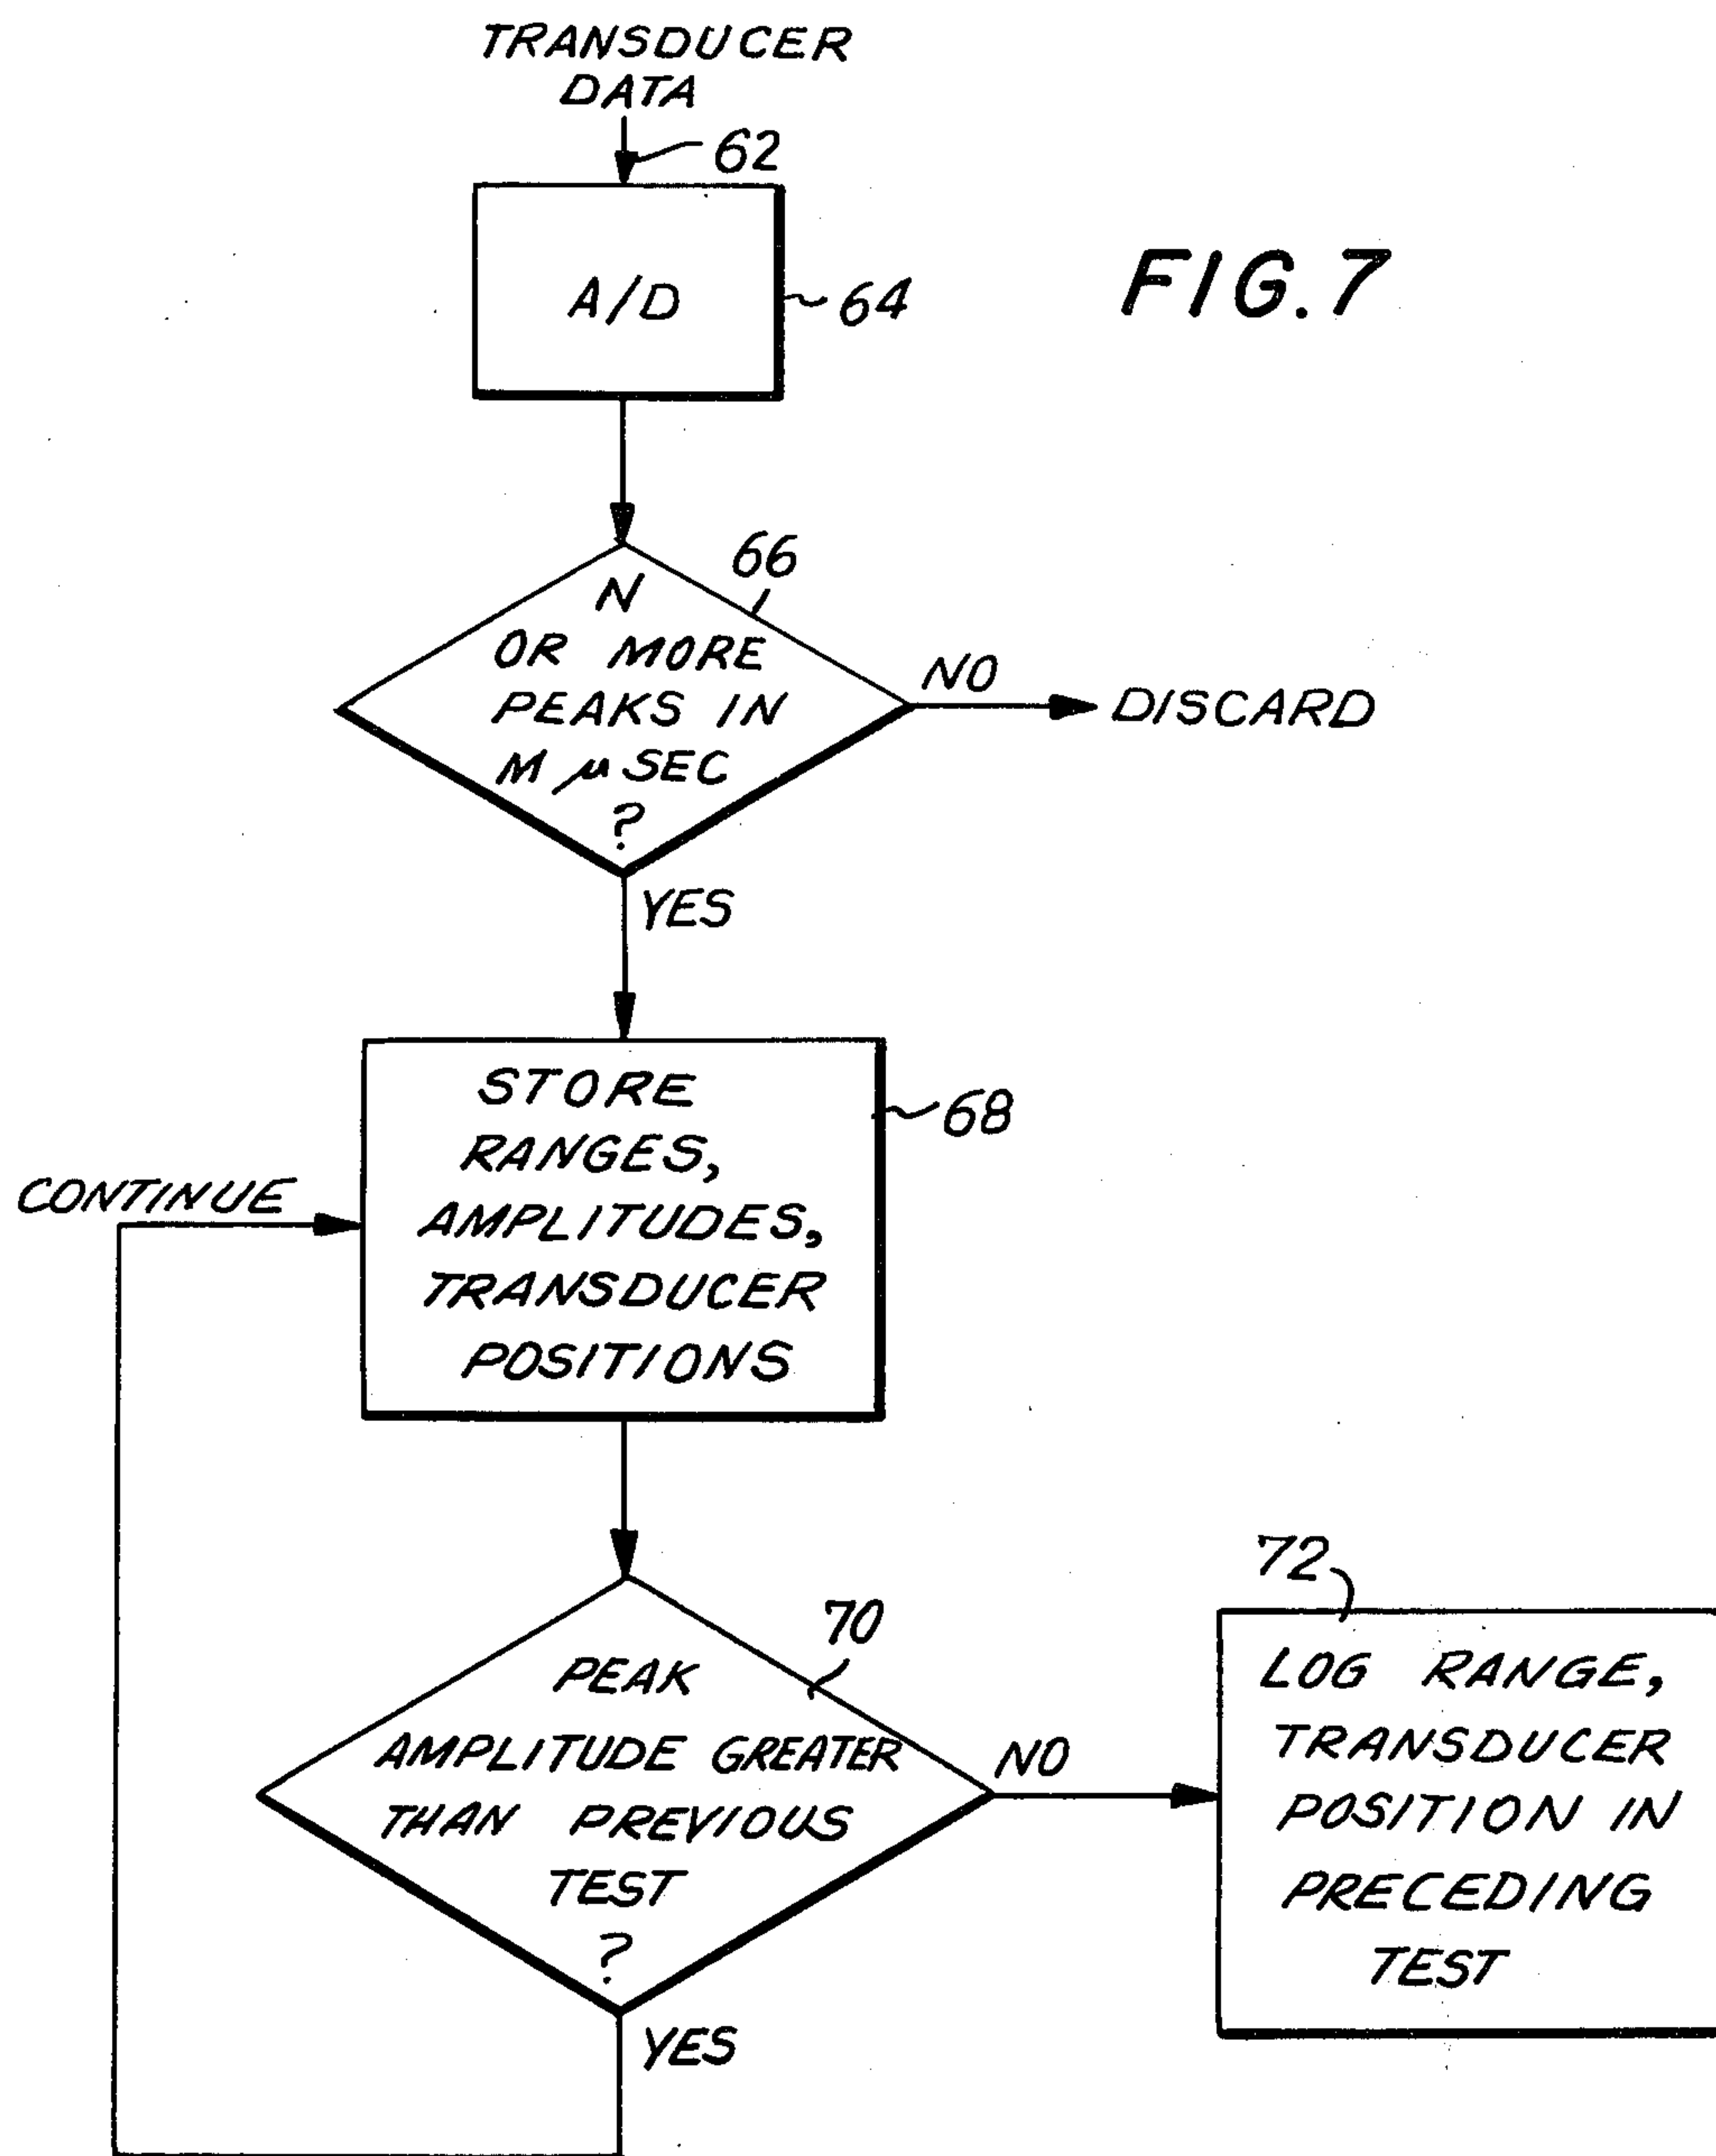 TRANSDUCER
DATA
62
A/D
64
FIG.7
66
N
OR MORE
PEAKS IN
M µSEC
?
NO
DISCARD
YES
STORE
RANGES,
AMPLITUDES,
TRANSDUCER
POSITIONS
68
CONTINUE
70
PEAK
AMPLITUDE GREATER
THAN PREVIOUS
TEST
?
NO
YES
72
LOG RANGE,
TRANSDUCER
POSITION IN
PRECEDING
TEST